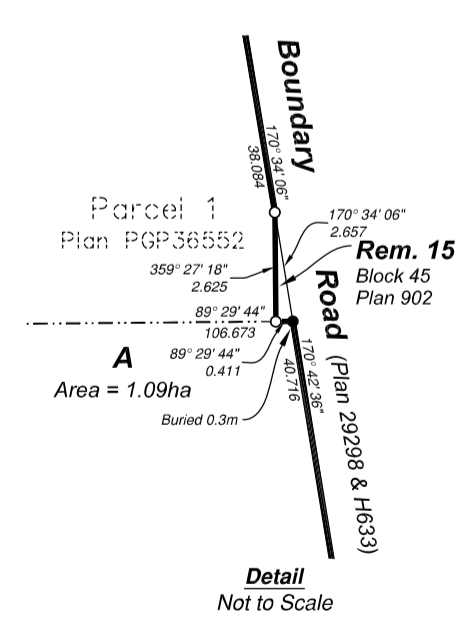 Boundary
170° 34' 06"
38.084
Parcel 1
Plan PGP36552
170° 34' 06"
2.657
Rem. 15
Block 45
Plan 902
359° 27' 18"
2.625
Road (Plan 29298 & H633)
89° 29' 44"
106.673
A
Area = 1.09ha
89° 29' 44"
0.411
170° 42' 36"
40.716
Buried 0.3m
Detail
Not to Scale